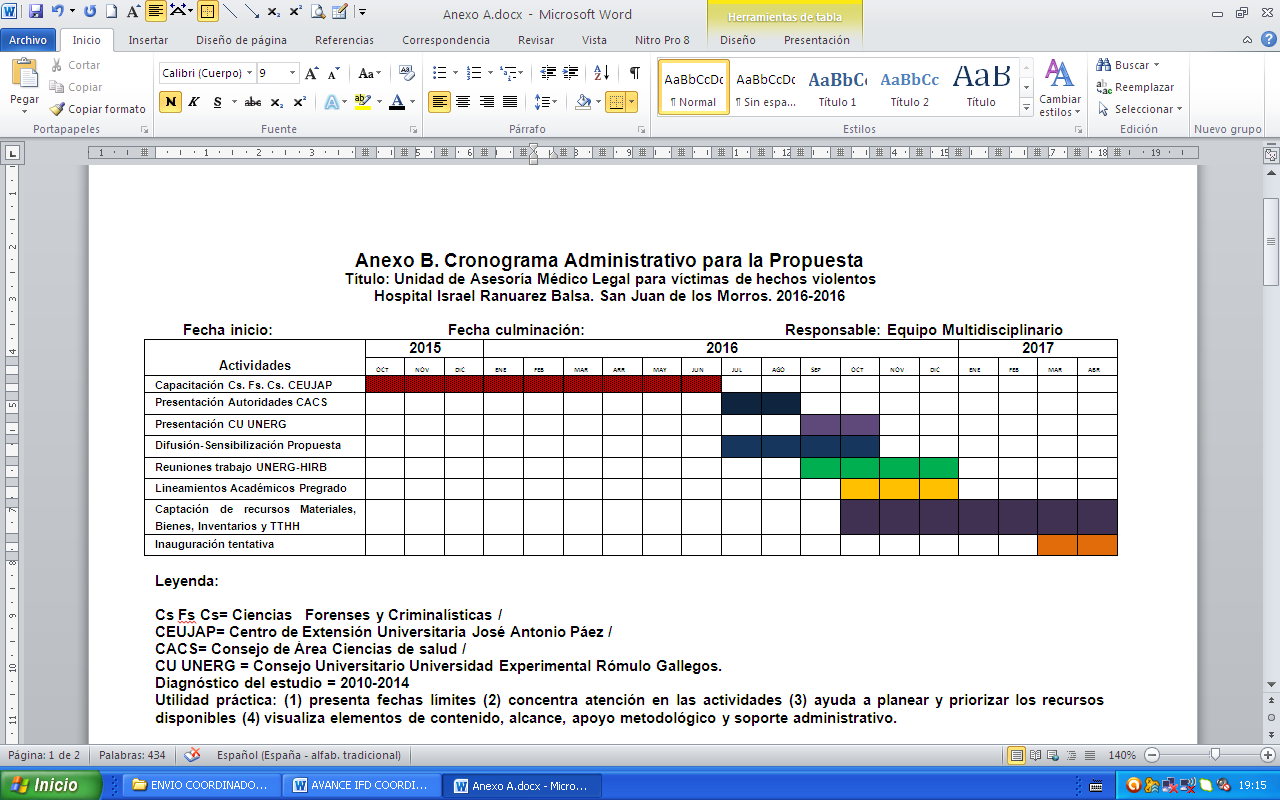 Anexo A.docx - Microsoft Word
Herramientas de tabla
Archivo Inicio Insertar Diseño de página Referencias Correspondencia Revisar Vista Nitro Pro 8 Diseño Presentación
Pegar
Cortar
Copiar
Copiar formato
Portapapeles
Calibri (Cuerpo) 9
N K S abc
Fuente
Párrafo
AaBbCcDc AaBbCcDc AaBbC AaBbCc AaB
¶ Normal ¶ Sin espa... Título 1 Título 2 Título
Cambiar estilos
Estilos
Buscar
Reemplazar
Seleccionar
Edición
Nuevo grupo
Anexo B. Cronograma Administrativo para la Propuesta
Título: Unidad de Asesoría Médico Legal para víctimas de hechos violentos
Hospital Israel Ranuarez Balsa. San Juan de los Morros. 2016-2016
Fecha inicio: Fecha culminación: Responsable: Equipo Multidisciplinario
Actividades 2015 2016 2017
OCT NÓV DIC ENE FEB MAR ARR MAY JUN JUL AGO SEP OCT NÓV DIC ENE FEB MAR ABR
Capacitación Cs. Fs. Cs. CEUJAP
Presentación Autoridades CACS
Presentación CU UNERG
Difusión-Sensibilización Propuesta
Reuniones trabajo UNERG-HIRB
Lineamientos Académicos Pregrado
Captación de recursos Materiales,
Bienes, Inventarios y TTHH
Inauguración tentativa
Leyenda:
Cs Fs Cs= Ciencias Forenses y Criminalísticas /
CEUJAP= Centro de Extensión Universitaria José Antonio Páez /
CACS= Consejo de Área Ciencias de salud /
CU UNERG = Consejo Universitario Universidad Experimental Rómulo Gallegos.
Diagnóstico del estudio = 2010-2014
Utilidad práctica: (1) presenta fechas límites (2) concentra atención en las actividades (3) ayuda a planear y priorizar los recursos
disponibles (4) visualiza elementos de contenido, alcance, apoyo metodológico y soporte administrativo.
Página: 1 de 2 Palabras: 434 Español (España - alfab. tradicional) 140%
Inicio ENVIO COORDINADO... AVANCE IFD COORDI... Anexo A.docx - Micros... 19:15